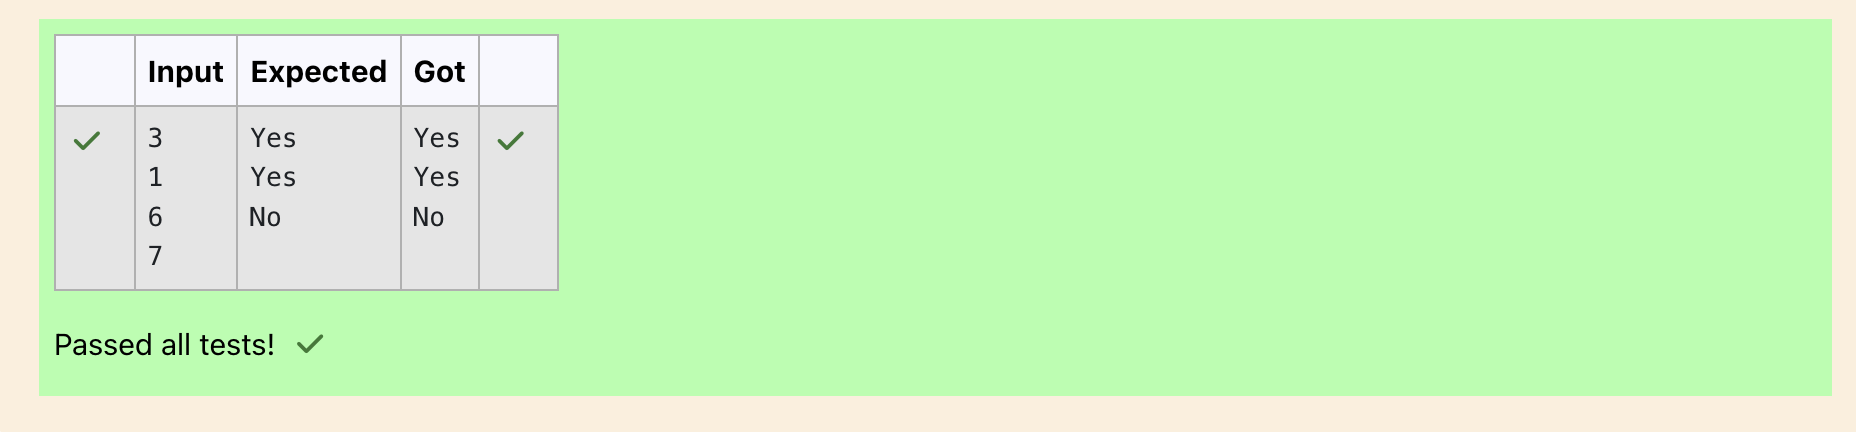 Input Expected Got
3 Yes Yes
1 Yes Yes
6 No No
7
Passed all tests!